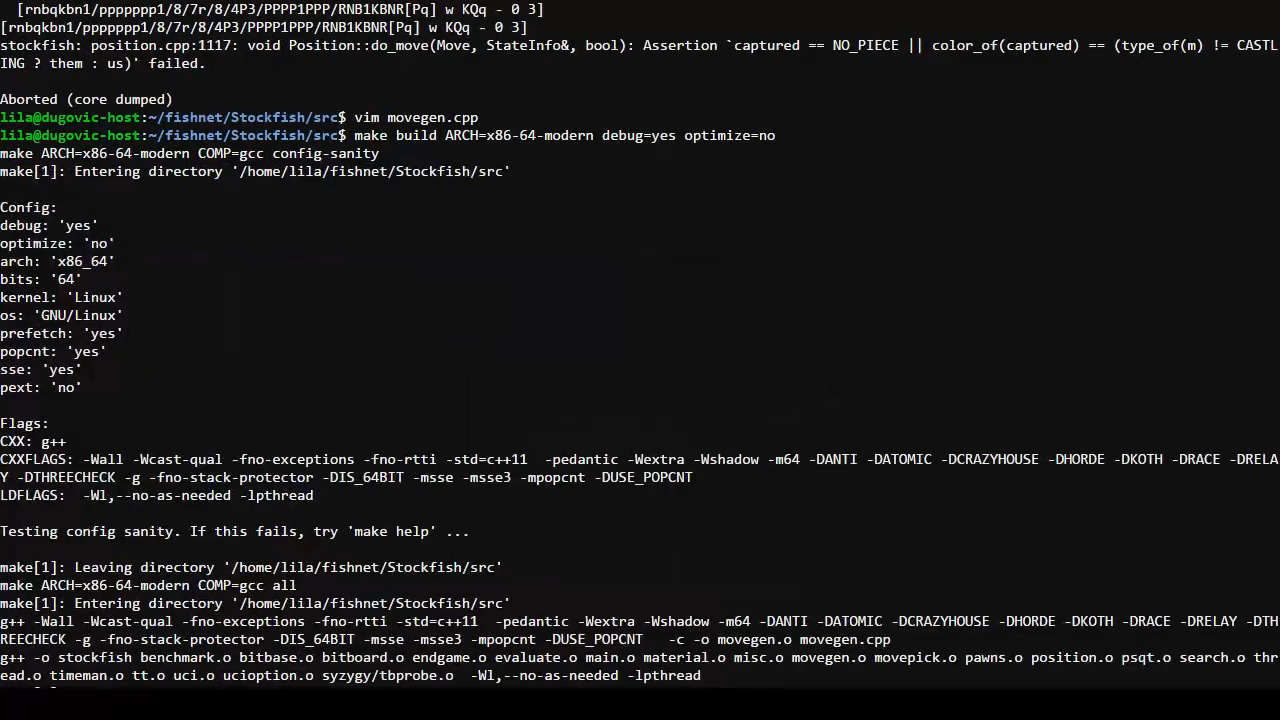 [rnbqkbn1/ppppppp1/8/7r/8/4P3/PPPP1PPP/RNB1KBNR[Pq] w KQq - 0 3]
[rnbqkbn1/ppppppp1/8/7r/8/4P3/PPPP1PPP/RNB1KBNR[Pq] w KQq - 0 3]
stockfish: position.cpp:1117: void Position::do_move(Move, StateInfo&, bool): Assertion `captured == NO_PIECE || color_of(captured) == (type_of(m) != CASTL
ING ? them : us)' failed.
Aborted (core dumped)
lila@dugovic-host:~/fishnet/Stockfish/src$ vim movegen.cpp
lila@dugovic-host:~/fishnet/Stockfish/src$ make build ARCH=x86-64-modern debug=yes optimize=no
make ARCH=x86-64-modern COMP=gcc config-sanity
make[1]: Entering directory '/home/lila/fishnet/Stockfish/src'
Config:
debug: 'yes'
optimize: 'no'
arch: 'x86_64'
bits: '64'
kernel: 'Linux'
os: 'GNU/Linux'
prefetch: 'yes'
popcnt: 'yes'
sse: 'yes'
pext: 'no'
Flags:
CXX: g++
CXXFLAGS: -Wall -Wcast-qual -fno-exceptions -fno-rtti -std=c++11  -pedantic -Wextra -Wshadow -m64 -DANTI -DATOMIC -DCRAZYHOUSE -DHORDE -DKOTH -DRACE -DRELA
Y -DTHREECHECK -g -fno-stack-protector -DIS_64BIT -msse -msse3 -mpopcnt -DUSE_POPCNT
LDFLAGS:  -Wl,--no-as-needed -lpthread
Testing config sanity. If this fails, try 'make help' ...
make[1]: Leaving directory '/home/lila/fishnet/Stockfish/src'
make ARCH=x86-64-modern COMP=gcc all
make[1]: Entering directory '/home/lila/fishnet/Stockfish/src'
g++ -Wall -Wcast-qual -fno-exceptions -fno-rtti -std=c++11  -pedantic -Wextra -Wshadow -m64 -DANTI -DATOMIC -DCRAZYHOUSE -DHORDE -DKOTH -DRACE -DRELAY -DTH
REECHECK -g -fno-stack-protector -DIS_64BIT -msse -msse3 -mpopcnt -DUSE_POPCNT   -c -o movegen.o movegen.cpp
g++ -o stockfish benchmark.o bitbase.o bitboard.o endgame.o evaluate.o main.o material.o misc.o movegen.o movepick.o pawns.o position.o psqt.o search.o thr
ead.o timeman.o tt.o uci.o ucioption.o syzygy/tbprobe.o  -Wl,--no-as-needed -lpthread